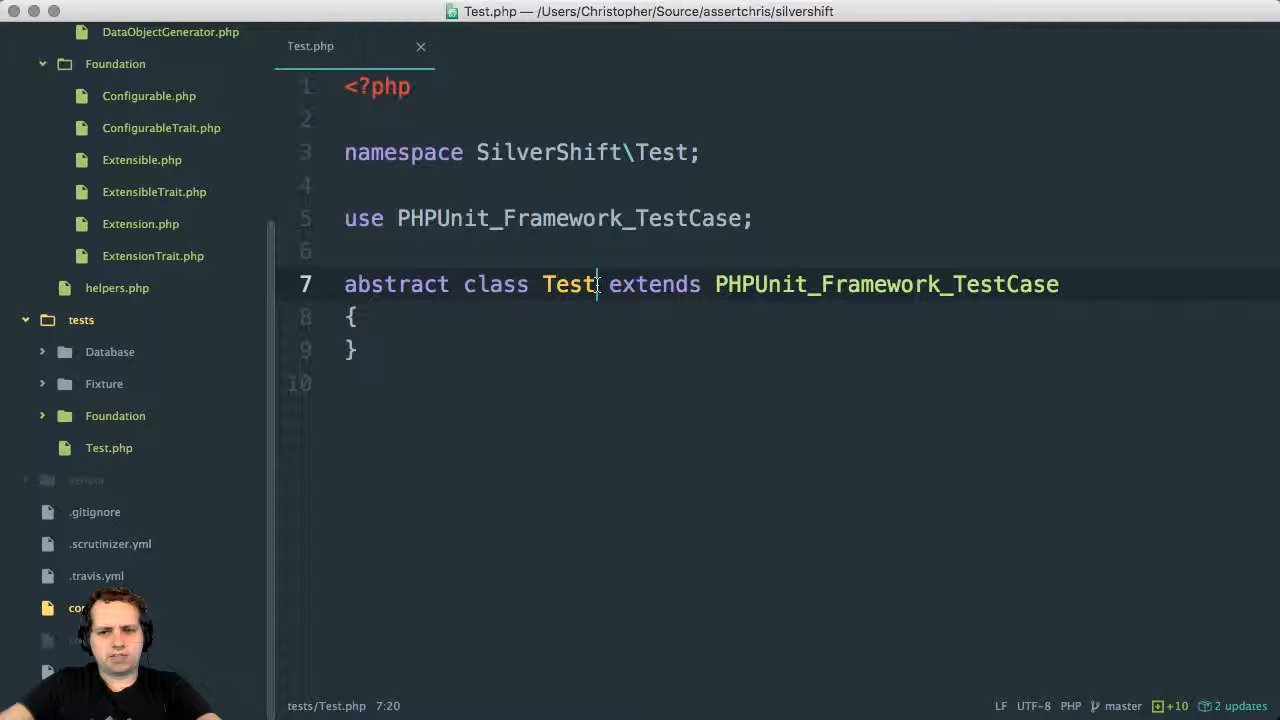 Test.php — /Users/Christopher/Source/assertchris/silvershift
DataObjectGenerator.php
Foundation
Configurable.php
ConfigurableTrait.php
Extensible.php
ExtensibleTrait.php
Extension.php
ExtensionTrait.php
helpers.php
tests
Database
Fixture
Foundation
Test.php
vendor
.gitignore
.scrutinizer.yml
.travis.yml
Test.php
1 <?php
2
3 namespace SilverShift\Test;
4
5 use PHPUnit_Framework_TestCase;
6
7 abstract class Test extends PHPUnit_Framework_TestCase
8 {
9 }
10
tests/Test.php 7:20
LF UTF-8 PHP master +10 2 updates